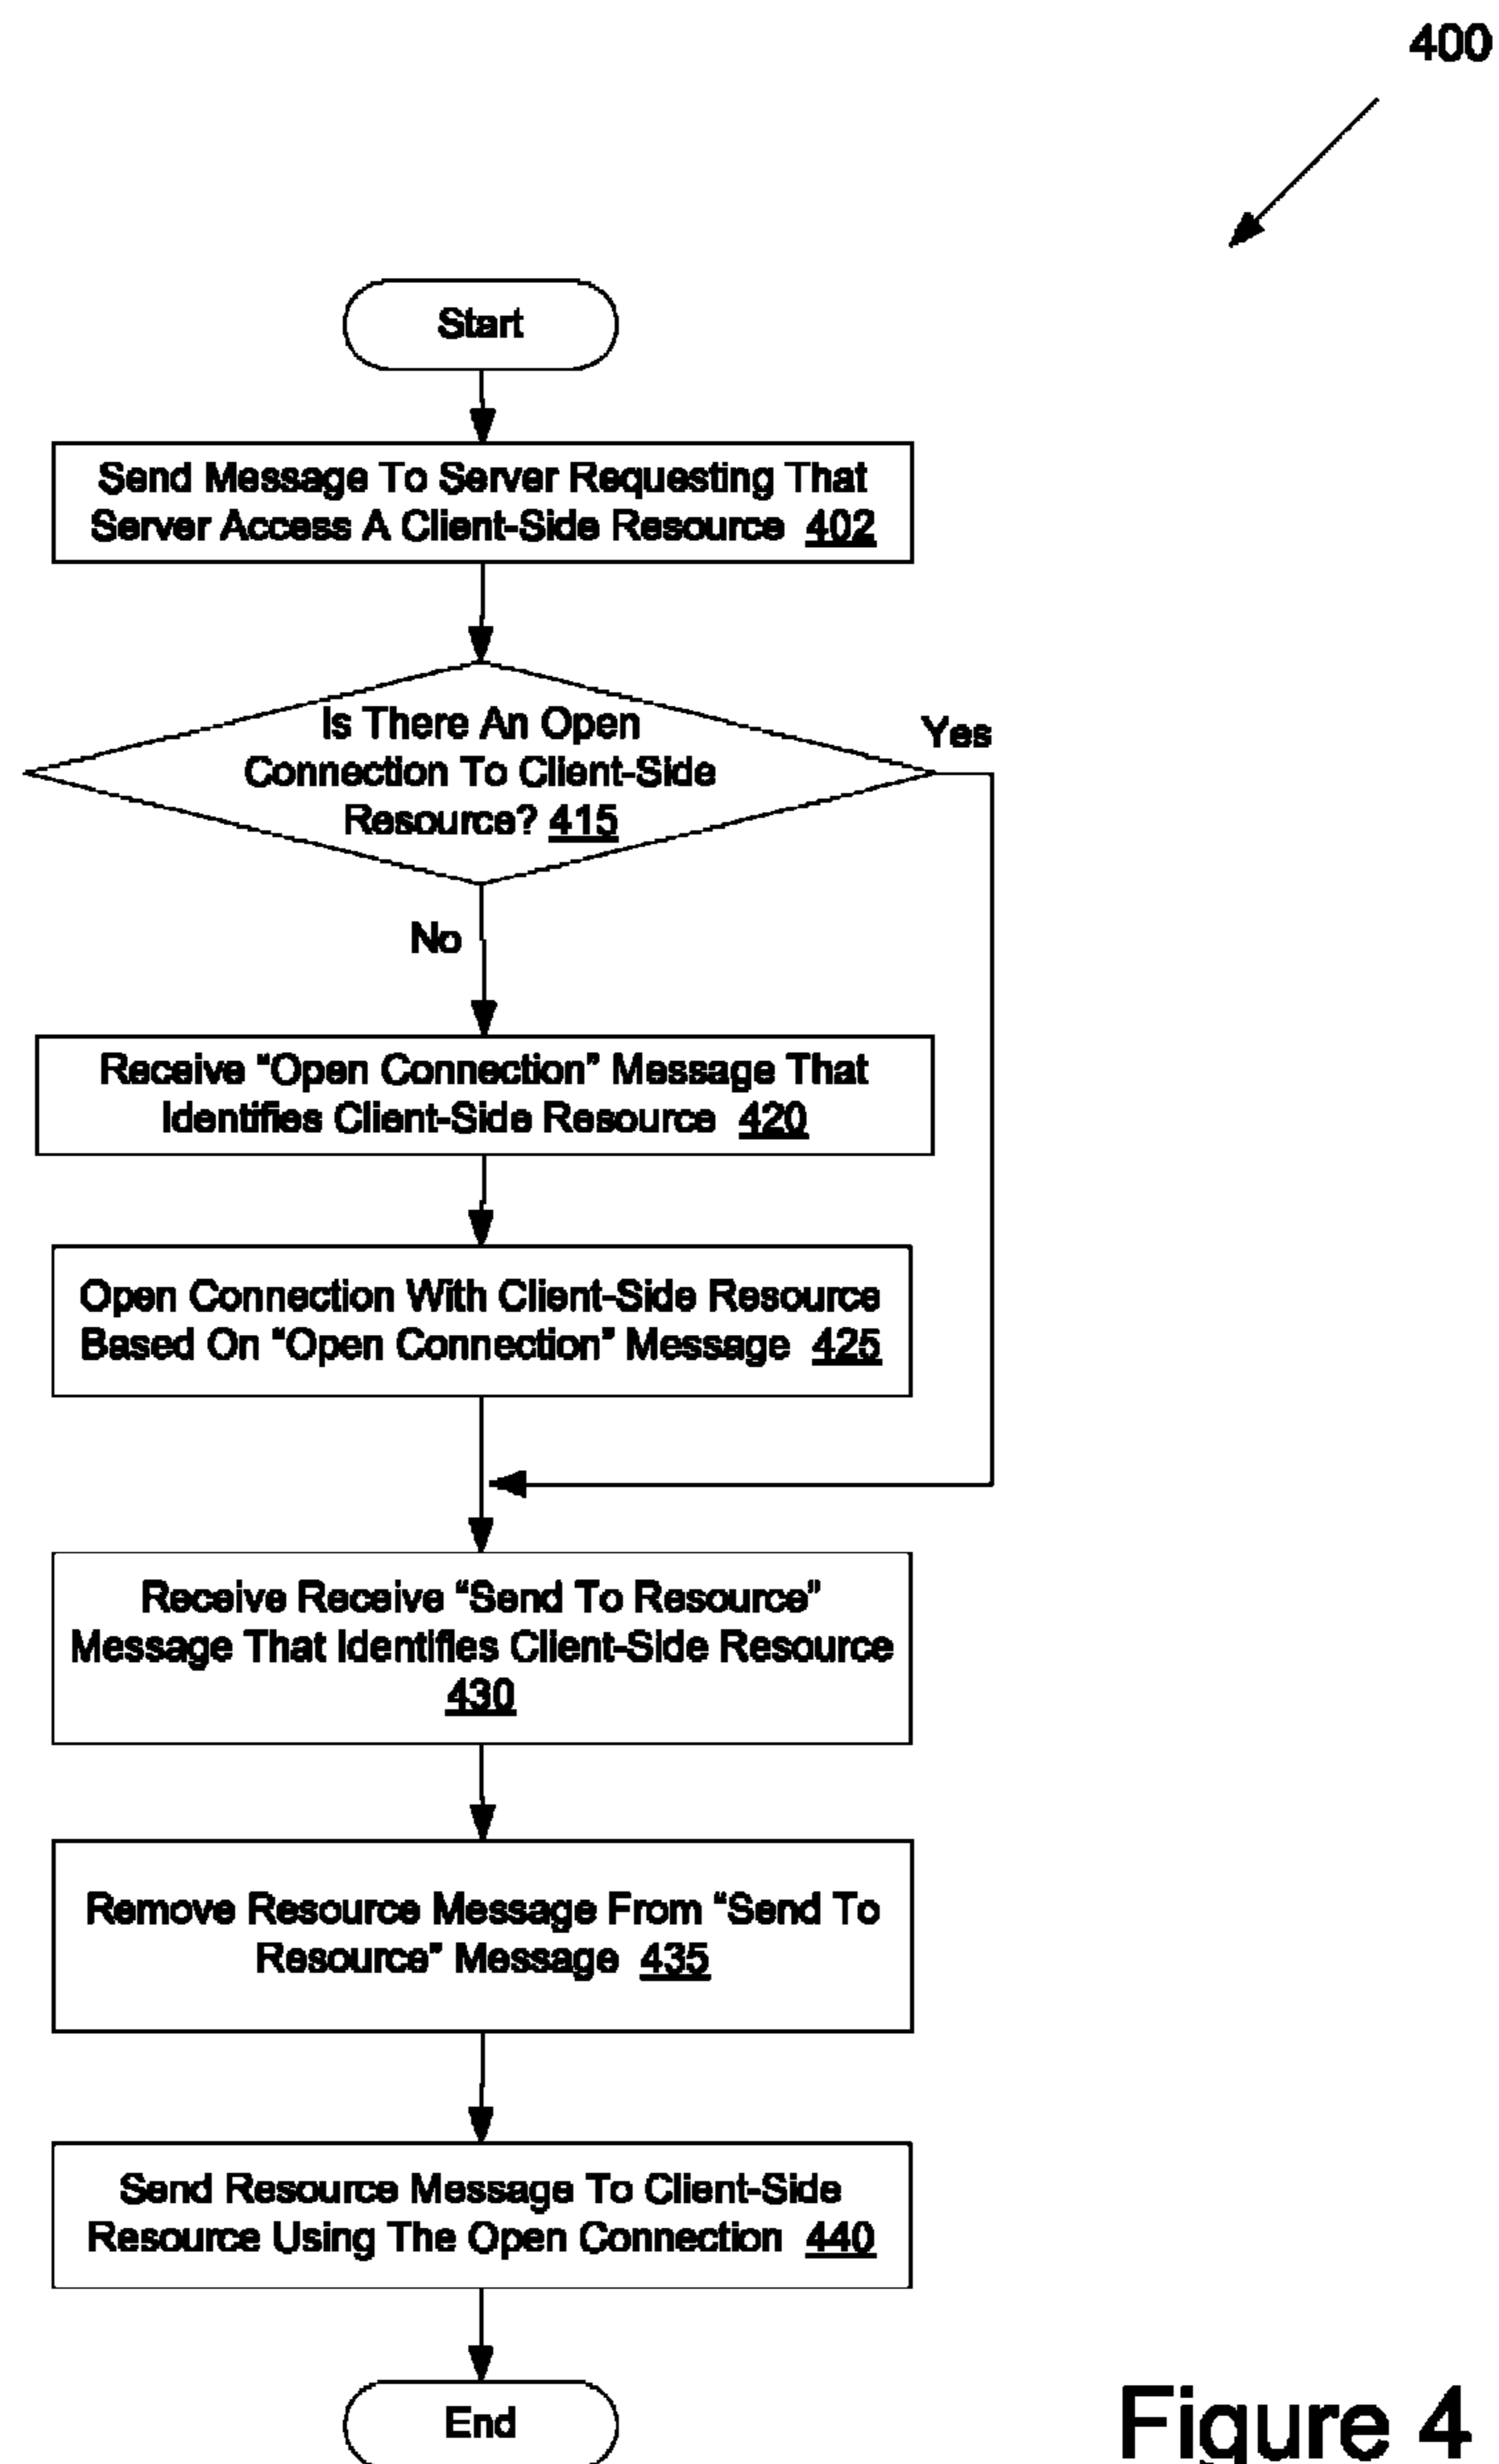 400
Start
Send Message To Server Requesting That
Server Access A Client-Side Resource 402
Is There An Open
Connection To Client-Side
Resource? 415
Yes
No
Receive “Open Connection” Message That
Identifies Client-Side Resource 420
Open Connection With Client-Side Resource
Based On “Open Connection” Message 425
Receive Receive “Send To Resource”
Message That Identifies Client-Side Resource
430
Remove Resource Message From “Send To
Resource” Message 435
Send Resource Message To Client-Side
Resource Using The Open Connection 440
End
Figure 4